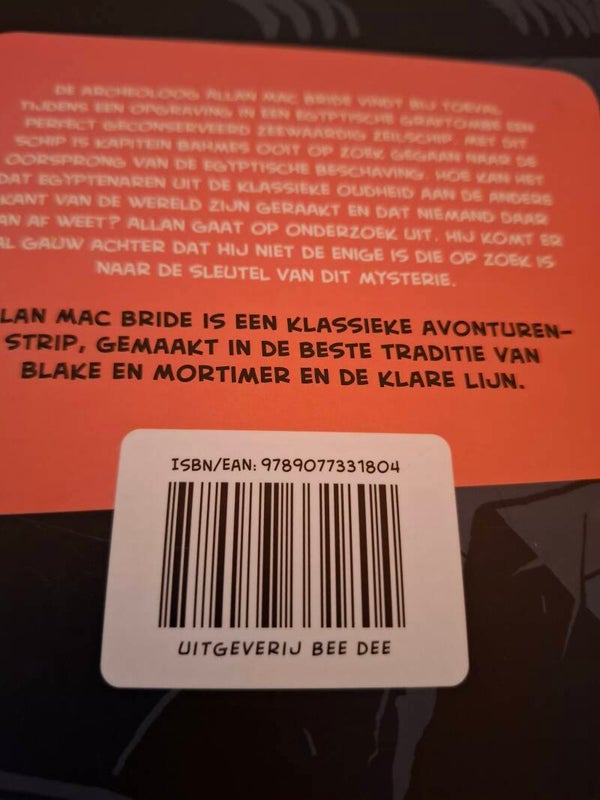 DE ARCHEOLOOG ALLAN MAC BRIDE VINDT BIJ TOEVAL
TIJDENS EEN OPGRAVING IN EEN EGYPTISCHE GRAFTOMBE EEN
PERFECT GECONSERVEERD ZEEWAARDIG ZEILSCHIP. MET DIT
SCHIP IS KAPITEIN BAHMES OOIT OP ZOEK GEGAAN NAAR DE
OORSPRONG VAN DE EGYPTISCHE BESCHAVING. HOE KAN HET
DAT EGYPTENAREN UIT DE KLASSIEKE OUDHEID AAN DE ANDERE
KANT VAN DE WERELD ZIJN GERAAKT EN DAT NIEMAND DAAR
AN AF WEET? ALLAN GAAT OP ONDERZOEK UIT. HIJ KOMT ER
AL GAUW ACHTER DAT HIJ NIET DE ENIGE IS DIE OP ZOEK IS
NAAR DE SLEUTEL VAN DIT MYSTERIE.
LAN MAC BRIDE IS EEN KLASSIEKE AVONTUREN-
STRIP, GEMAAKT IN DE BESTE TRADITIE VAN
BLAKE EN MORTIMER EN DE KLARE LIJN.
ISBN/EAN: 9789077331804
UITGEVERIJ BEE DEE